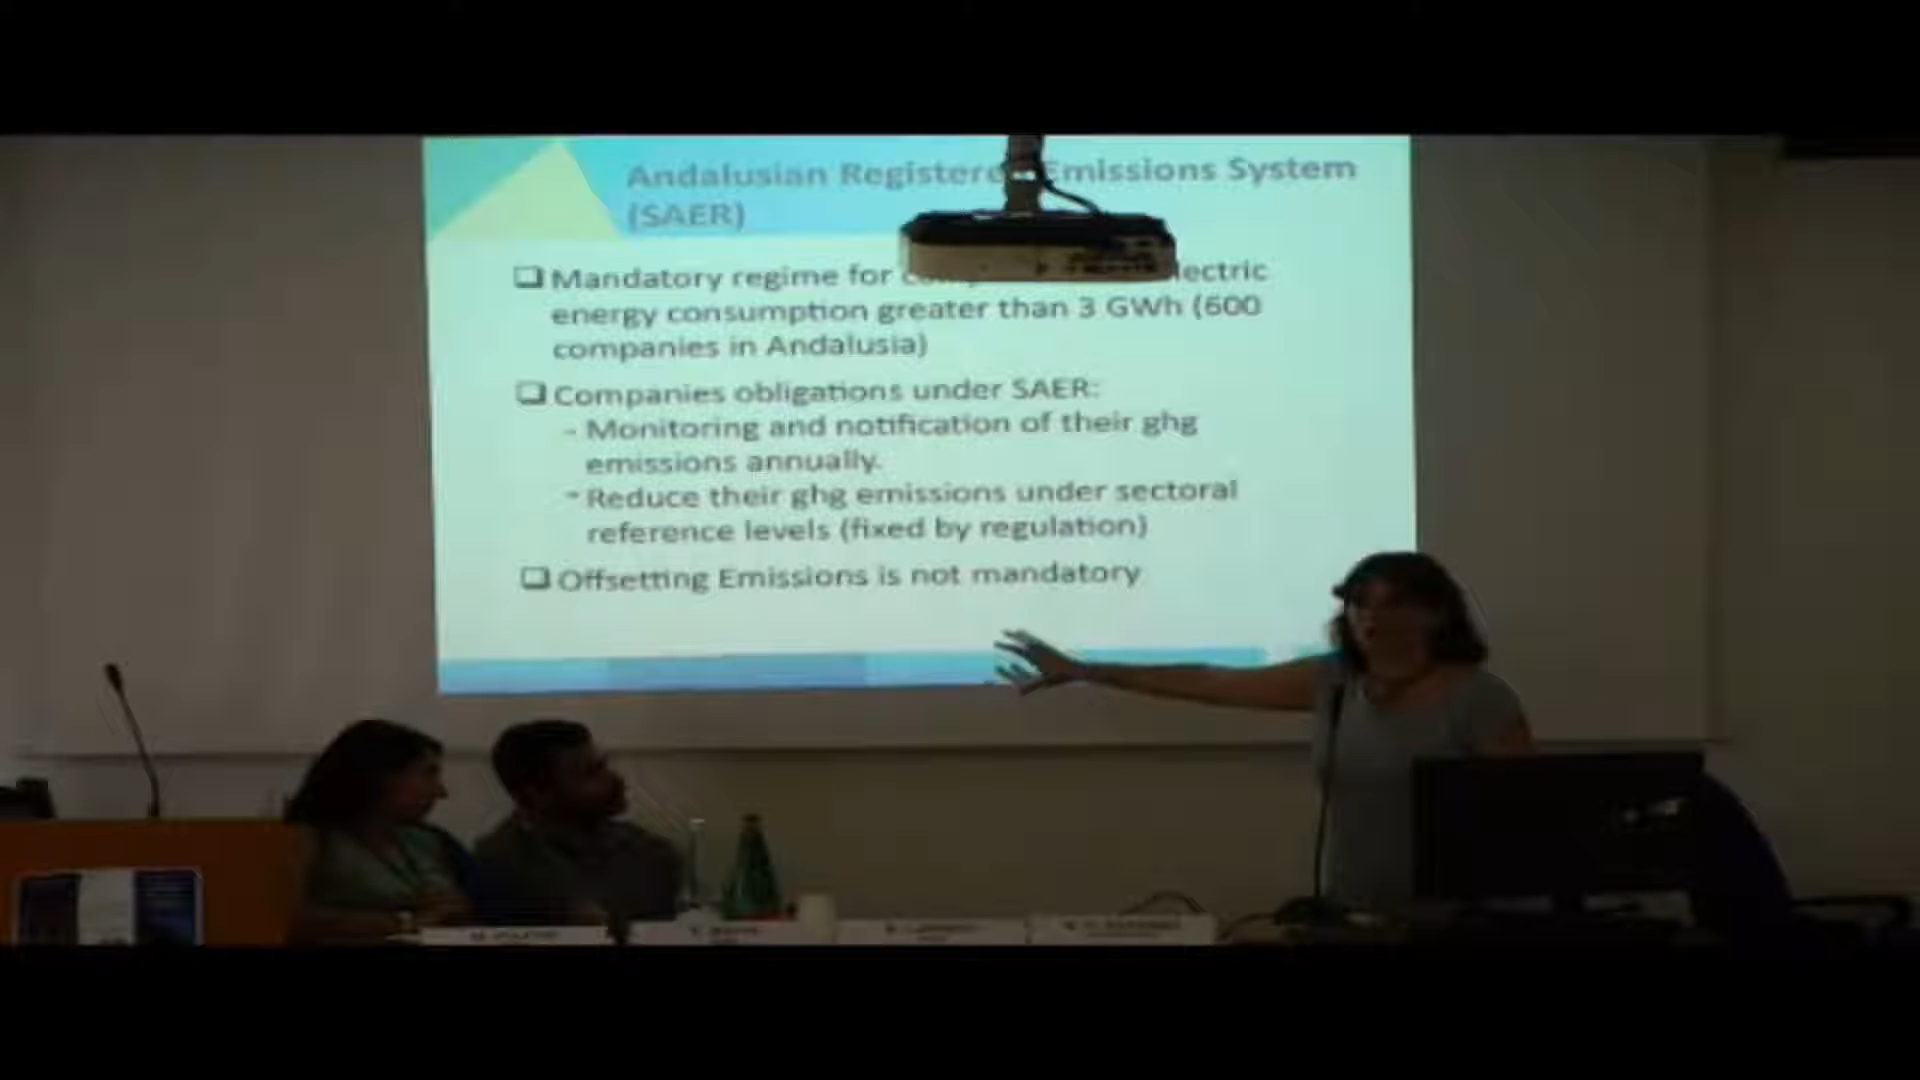 Andalusian Registere Emissions System
(SAER)
Mandatory regime for lectric
energy consumption greater than 3 GWh (600
companies in Andalusia)
Companies obligations under SAER:
- Monitoring and notification of their ghg
emissions annually.
- Reduce their ghg emissions under sectoral
reference levels (fixed by regulation)
Offsetting Emissions is not mandatory